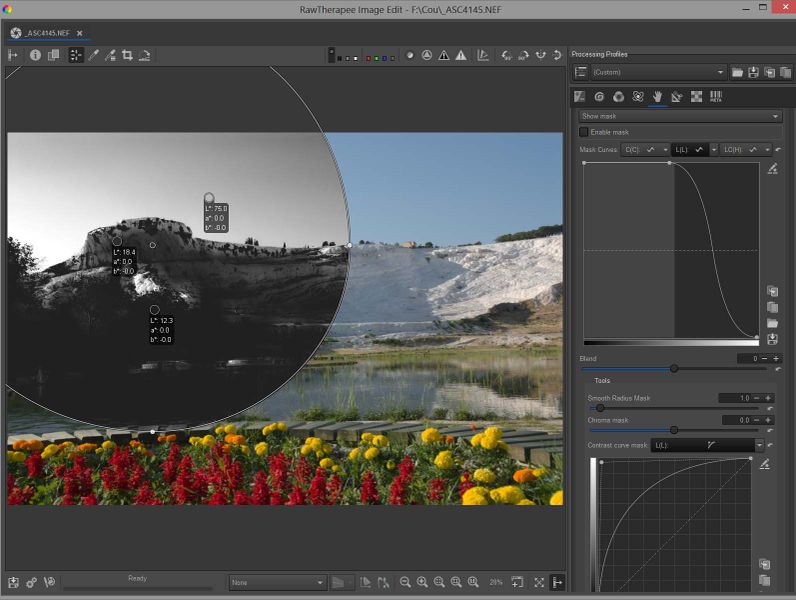 RawTherapee Image Edit - F:\Cou\_ASC4145.NEF
_ASC4145.NEF
Processing Profiles
(Custom)
META
Show mask
Enable mask
Mask Curves: C(C): L(L): LC(H):
L*: 75.0
a*: 0.0
b*: -0.0
L*: 18.4
a*: 0.0
b*: -0.0
L*: 12.3
a*: 0.0
b*: -0.0
Blend 0
Tools
Smooth Radius Mask 1.0
Chroma mask 0.0
Contrast curve mask: L(L):
Ready
None
26%